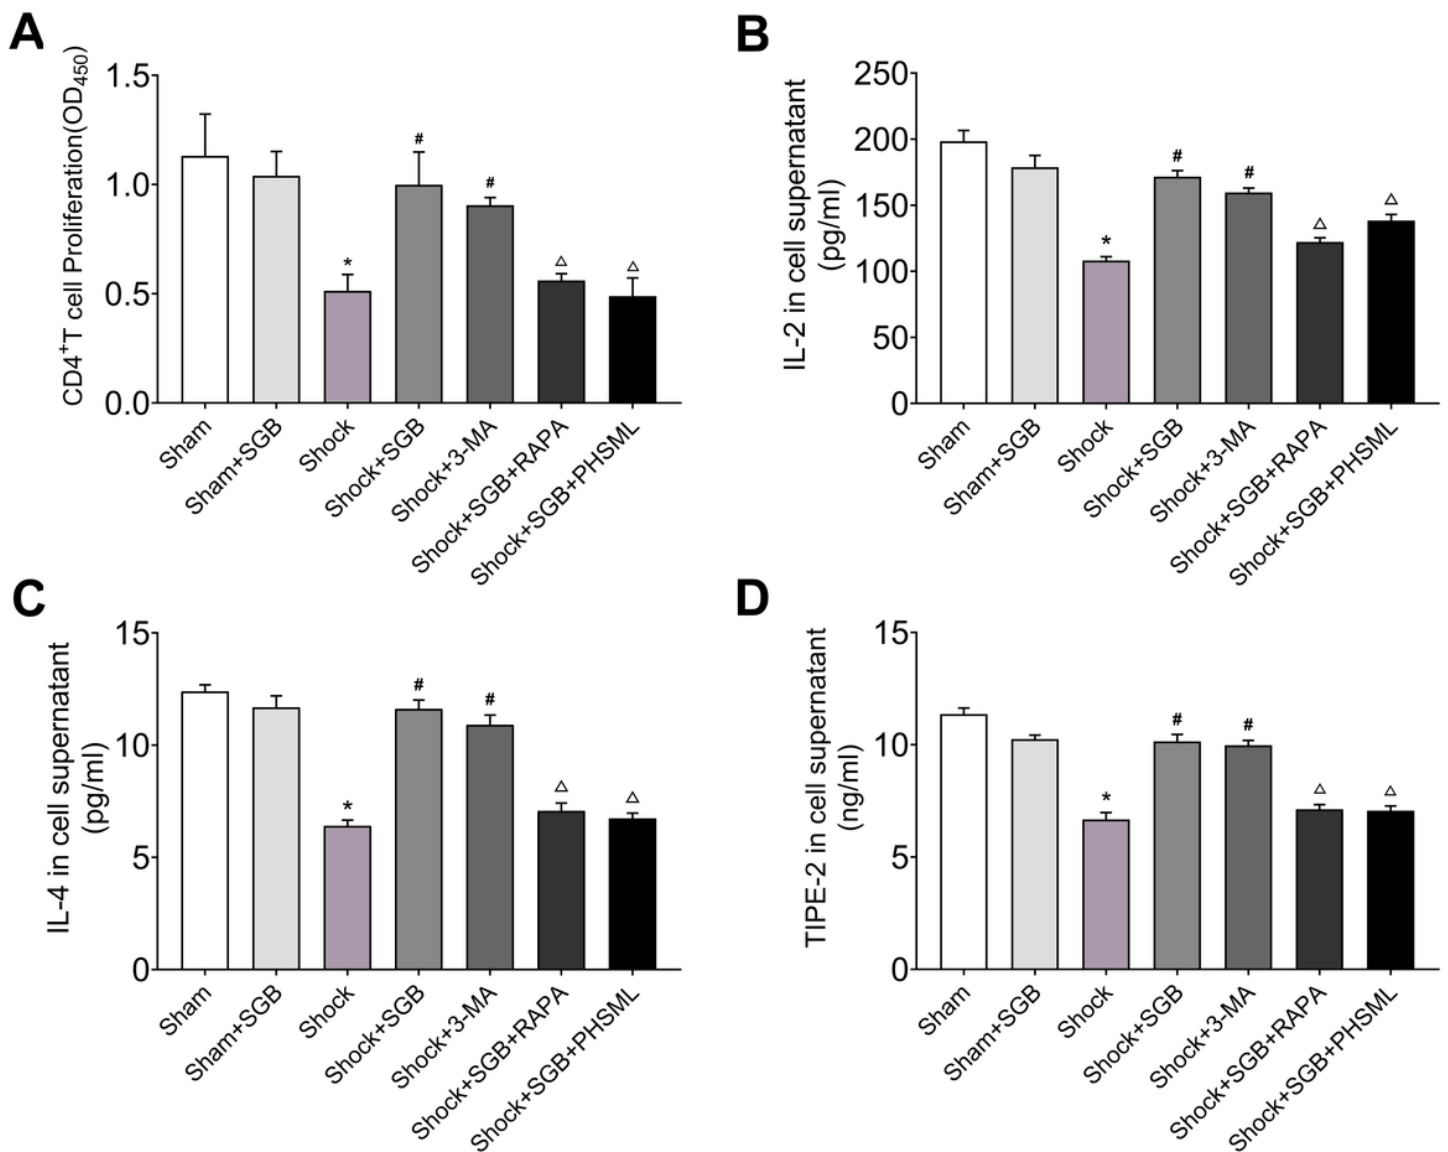 A
CD4⁺T cell Proliferation(OD₄₅₀)
1.5
1.0
0.5
0.0
*
#
#
△
△
Sham
Sham+SGB
Shock
Shock+SGB
Shock+3-MA
Shock+SGB+RAPA
Shock+SGB+PHSML
B
IL-2 in cell supernatant
(pg/ml)
250
200
150
100
50
0
*
#
#
△
△
Sham
Sham+SGB
Shock
Shock+SGB
Shock+3-MA
Shock+SGB+RAPA
Shock+SGB+PHSML
C
IL-4 in cell supernatant
(pg/ml)
15
10
5
0
*
#
#
△
△
Sham
Sham+SGB
Shock
Shock+SGB
Shock+3-MA
Shock+SGB+RAPA
Shock+SGB+PHSML
D
TIPE-2 in cell supernatant
(ng/ml)
15
10
5
0
*
#
#
△
△
Sham
Sham+SGB
Shock
Shock+SGB
Shock+3-MA
Shock+SGB+RAPA
Shock+SGB+PHSML